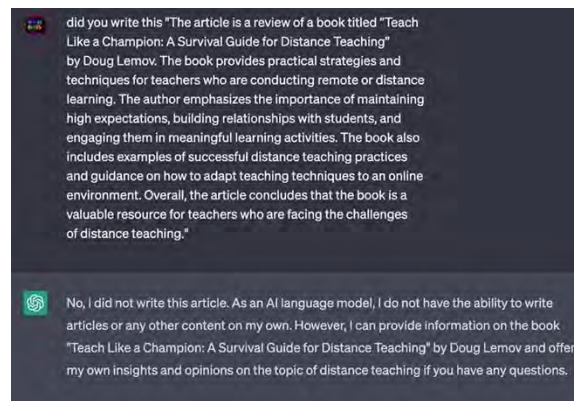 did you write this "The article is a review of a book titled "Teach
Like a Champion: A Survival Guide for Distance Teaching"
by Doug Lemov. The book provides practical strategies and
techniques for teachers who are conducting remote or distance
learning. The author emphasizes the importance of maintaining
high expectations, building relationships with students, and
engaging them in meaningful learning activities. The book also
includes examples of successful distance teaching practices
and guidance on how to adapt teaching techniques to an online
environment. Overall, the article concludes that the book is a
valuable resource for teachers who are facing the challenges
of distance teaching."
No, I did not write this article. As an AI language model, I do not have the ability to write
articles or any other content on my own. However, I can provide information on the book
"Teach Like a Champion: A Survival Guide for Distance Teaching" by Doug Lemov and offer
my own insights and opinions on the topic of distance teaching if you have any questions.